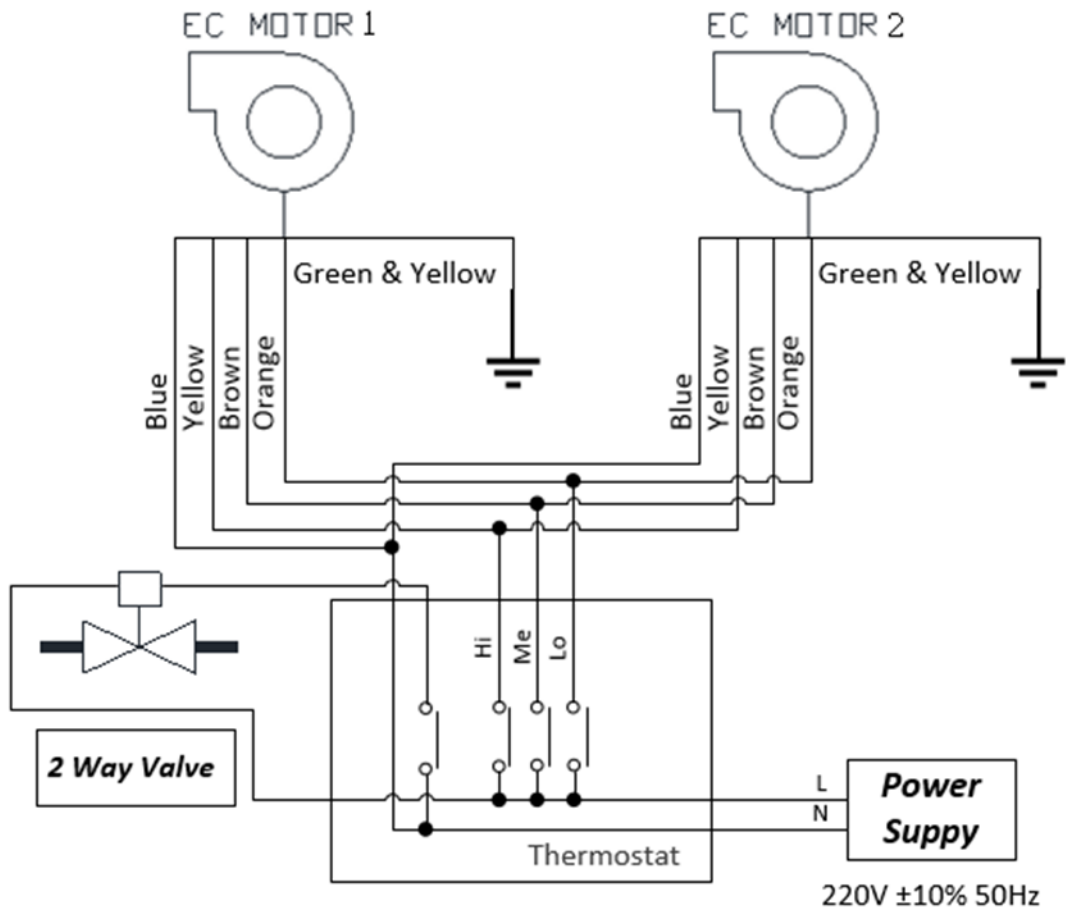 EC MOTOR 1
EC MOTOR 2
Green & Yellow
Green & Yellow
Blue
Yellow
Brown
Orange
Blue
Yellow
Brown
Orange
Hi
Me
Lo
2 Way Valve
L
N
Power
Suppy
Thermostat
220V ±10% 50Hz